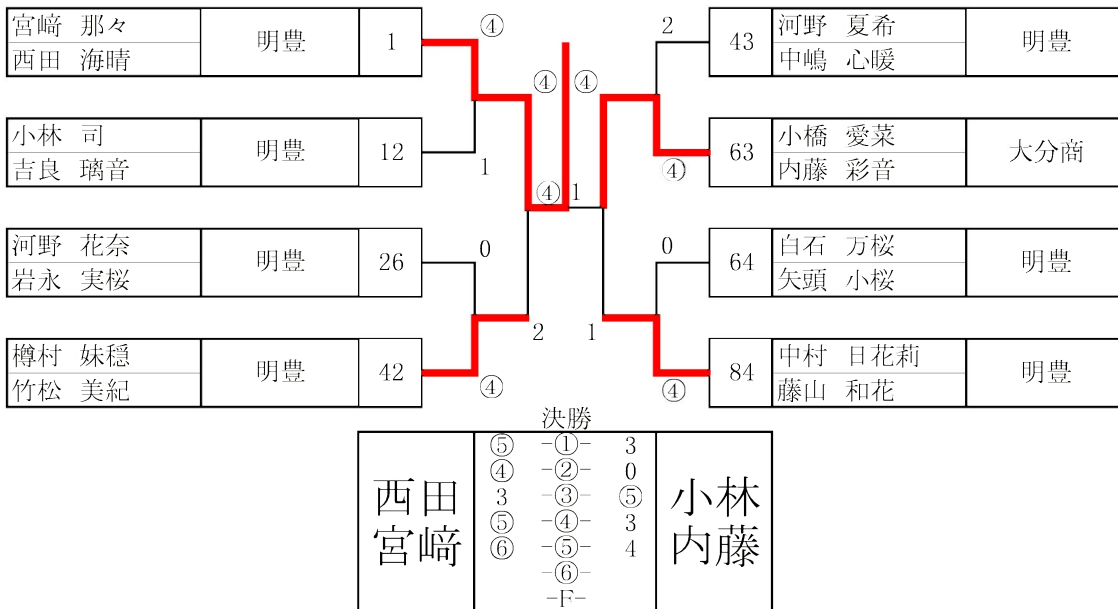 宮﨑 那々
西田 海晴
明豊
1
④
小林 司
吉良 璃音
明豊
12
1
河野 花奈
岩永 実桜
明豊
26
0
樽村 妹穏
竹松 美紀
明豊
42
④
④
④
2
④
1
1
2
43
河野 夏希
中嶋 心暖
明豊
④
63
小橋 愛菜
内藤 彩音
大分商
0
64
白石 万桜
矢頭 小桜
明豊
④
84
中村 日花莉
藤山 和花
明豊
決勝
西田
宮﨑
⑤ -①- 3
④ -②- 0
3 -③- ⑤
⑤ -④- 3
⑥ -⑤- 4
-⑥-
-F-
小林
内藤